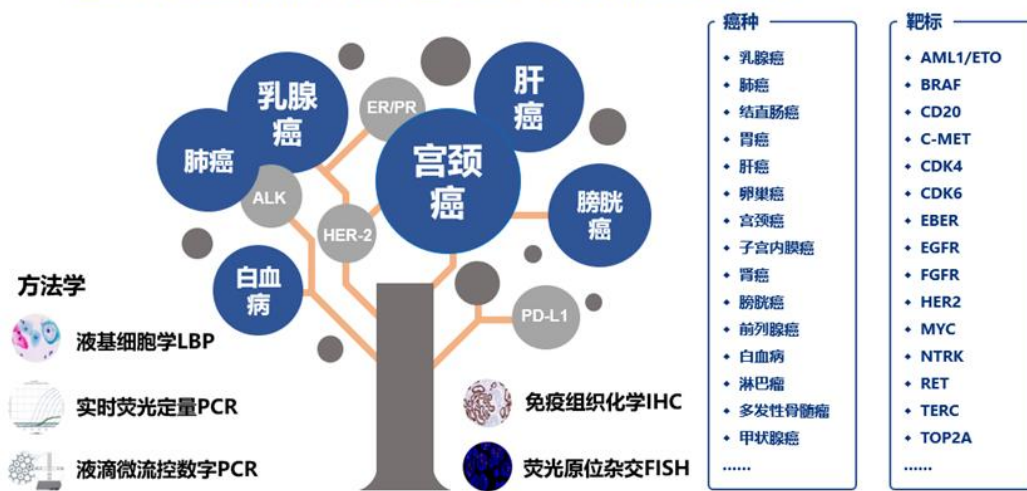 乳腺
癌
肺癌
ER/PR
肝
癌
宫颈
癌
ALK
HER-2
膀胱
癌
白血
病
PD-L1
方法学
液基细胞学LBP
实时荧光定量PCR
液滴微流控数字PCR
免疫组织化学IHC
荧光原位杂交FISH
癌种
乳腺癌
肺癌
结直肠癌
胃癌
肝癌
卵巢癌
宫颈癌
子宫内膜癌
肾癌
膀胱癌
前列腺癌
白血病
淋巴瘤
多发性骨髓瘤
甲状腺癌
……
靶标
AML1/ETO
BRAF
CD20
C-MET
CDK4
CDK6
EBER
EGFR
FGFR
HER2
MYC
NTRK
RET
TERC
TOP2A
……